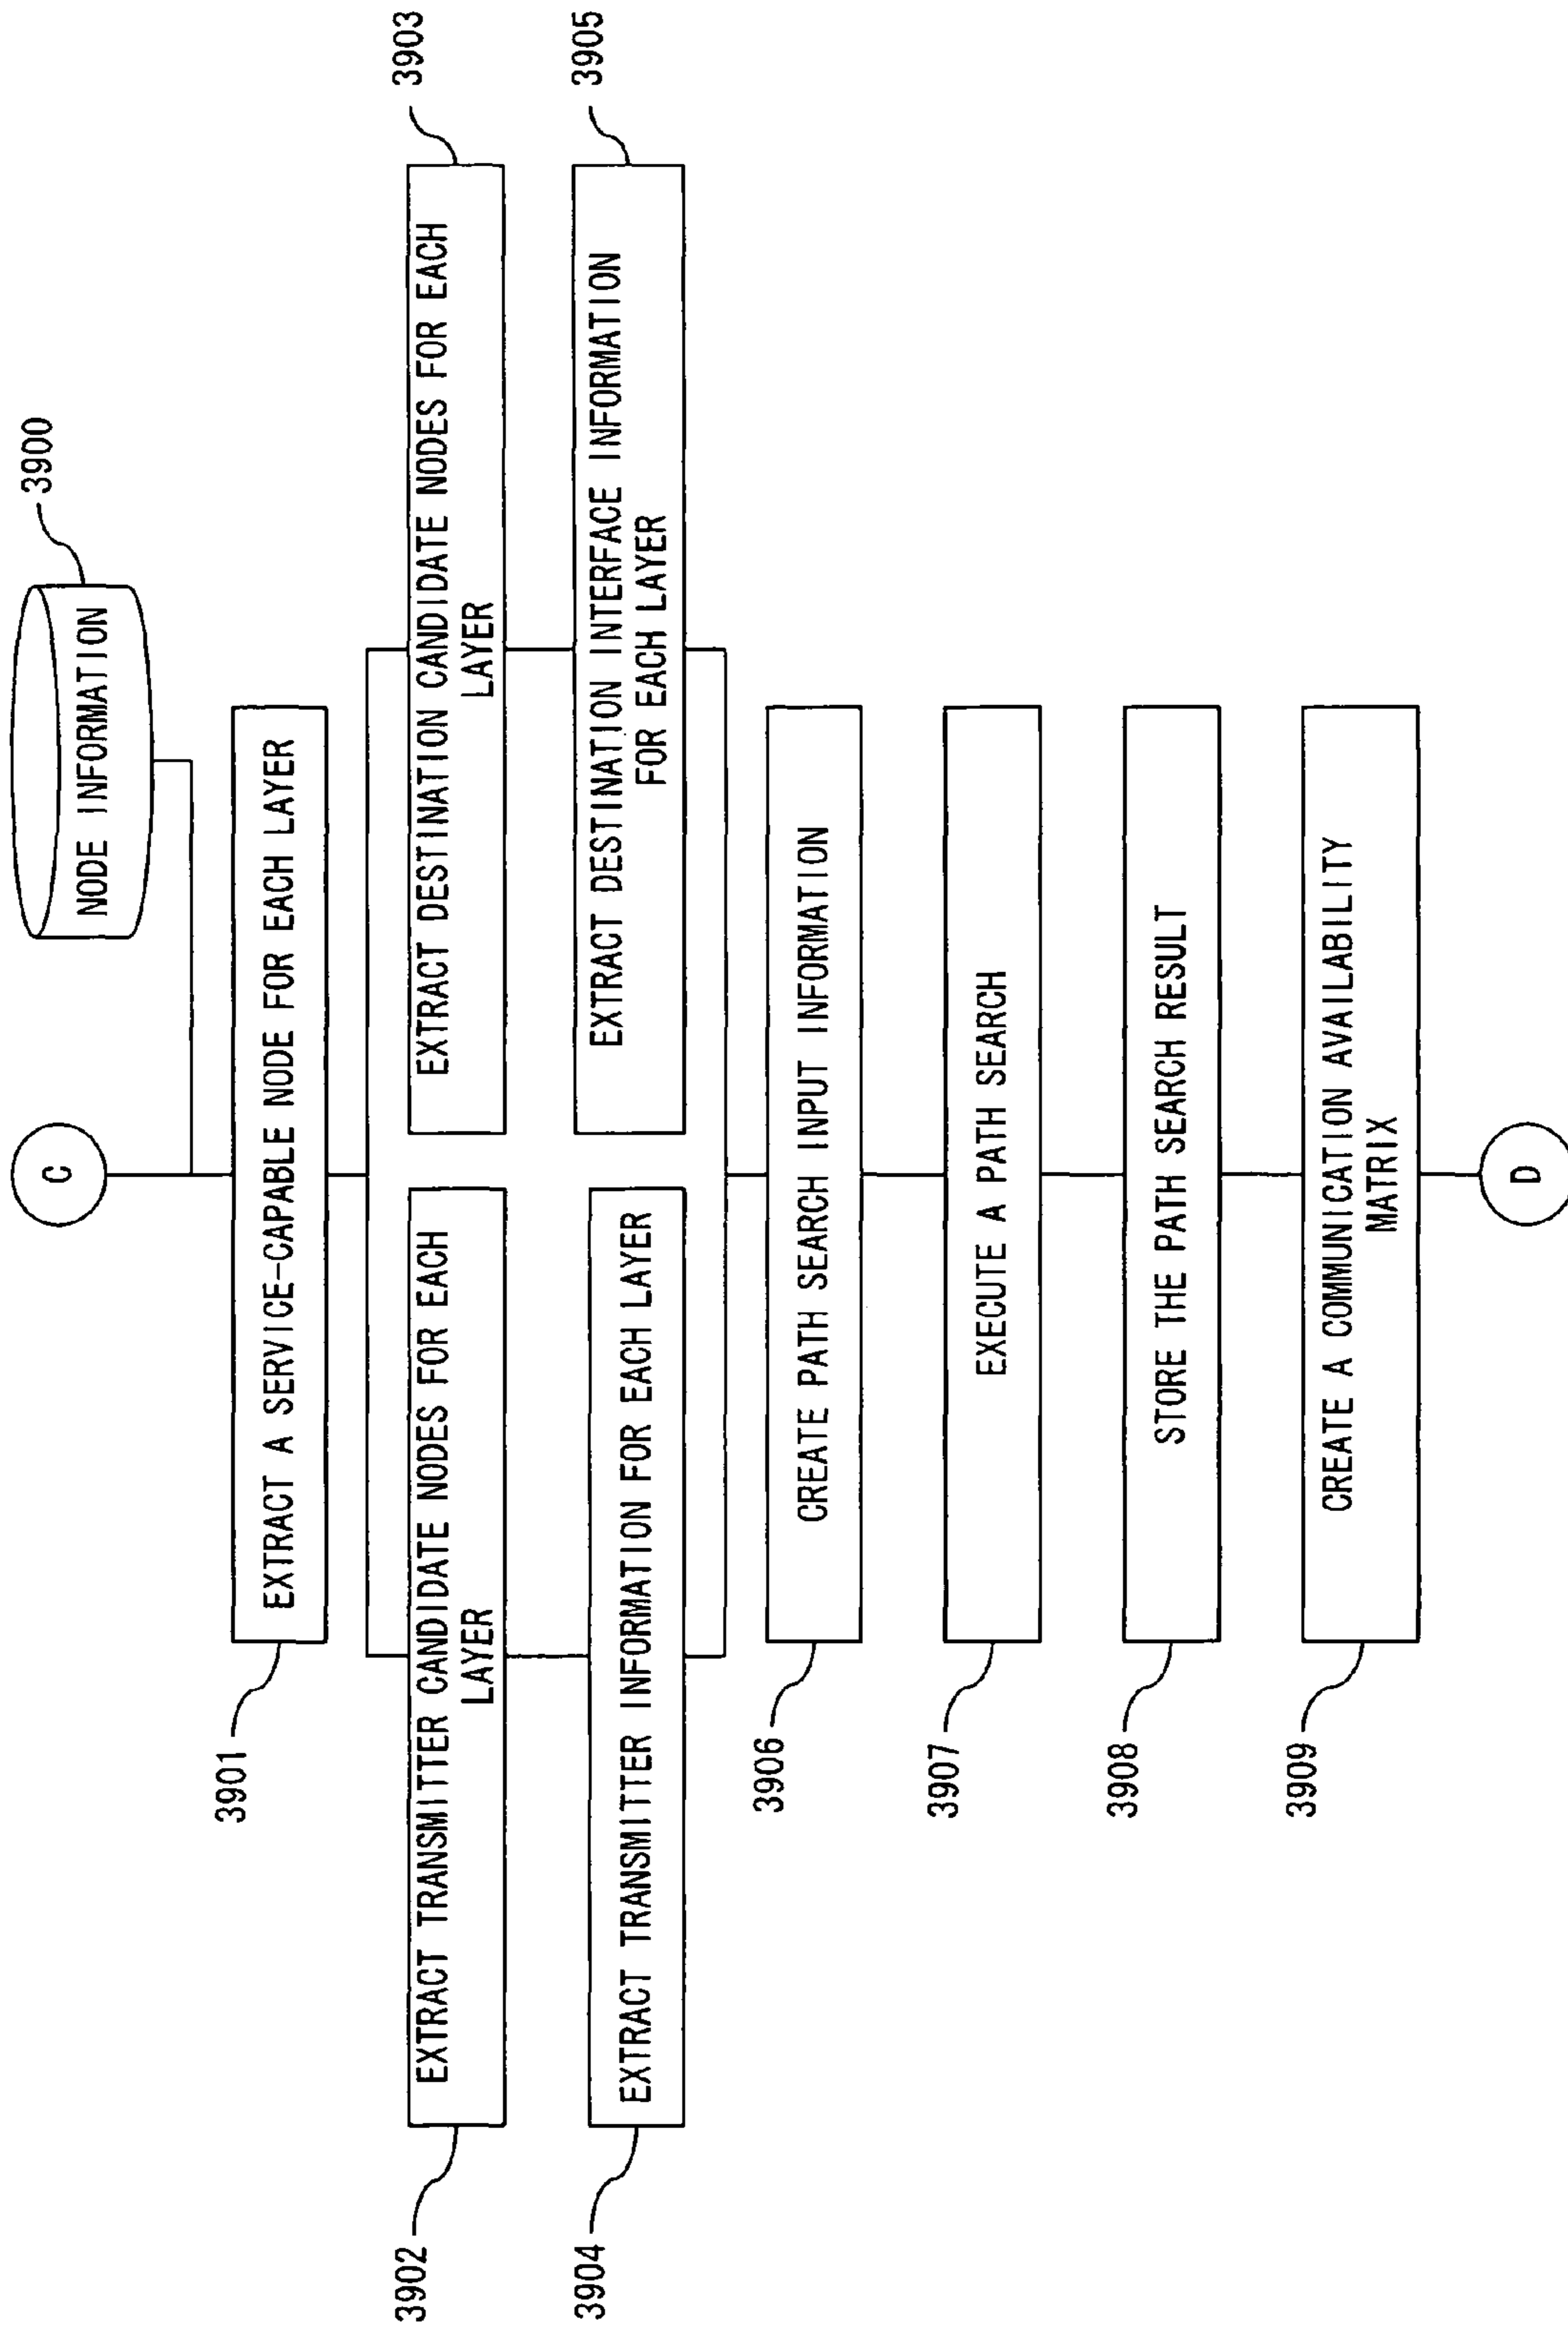 C
NODE INFORMATION
3900
3901
EXTRACT A SERVICE-CAPABLE NODE FOR EACH LAYER
3902
EXTRACT TRANSMITTER CANDIDATE NODES FOR EACH
LAYER
EXTRACT DESTINATION CANDIDATE NODES FOR EACH
LAYER
3903
3904
EXTRACT TRANSMITTER INFORMATION FOR EACH LAYER
EXTRACT DESTINATION INTERFACE INFORMATION
FOR EACH LAYER
3905
3906
CREATE PATH SEARCH INPUT INFORMATION
3907
EXECUTE A PATH SEARCH
3908
STORE THE PATH SEARCH RESULT
3909
CREATE A COMMUNICATION AVAILABILITY
MATRIX
D